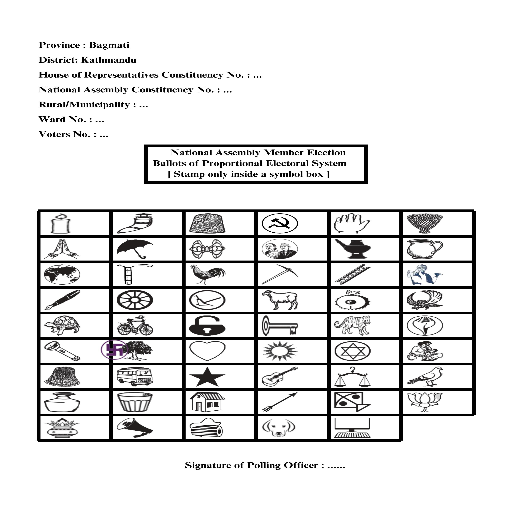 Province : Bagmati
District: Kathmandu
House of Representatives Constituency No. : ...
National Assembly Constituency No. : ...
Rural/Municipality : ...
Ward No. : ...
Voters No. : ...
National Assembly Member Election
Ballots of Proportional Electoral System
[ Stamp only inside a symbol box ]
Signature of Polling Officer : ......